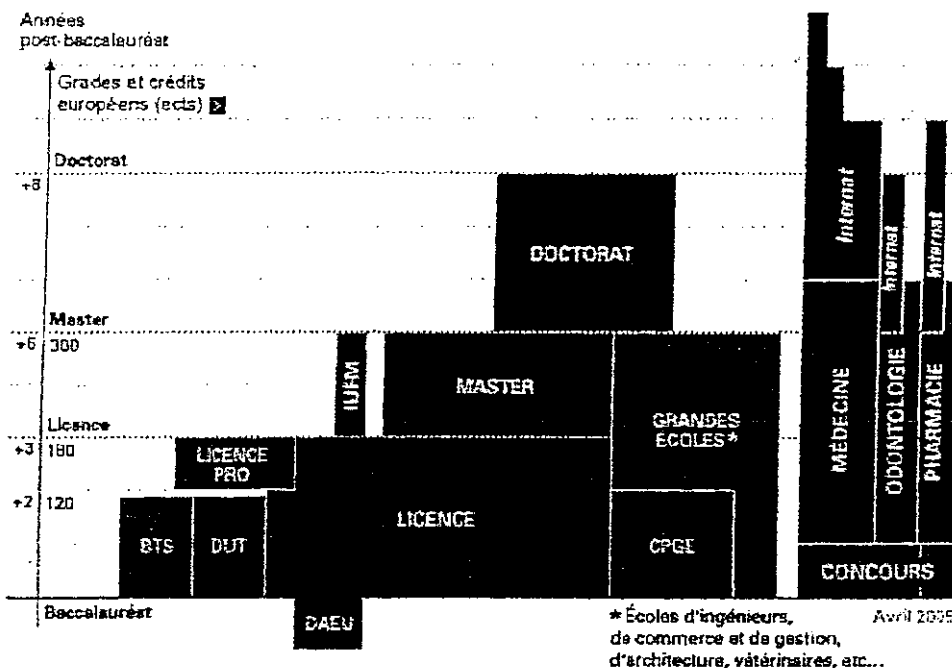 Années
post-baccalauréat
Grades et crédits
européens (ects) >
Doctorat
+8
DOCTORAT
Internat
Internat
Internat
Master
+5 300
IUFM
MASTER
GRANDES
ÉCOLES*
MÉDECINE
ODONTOLOGIE
PHARMACIE
Licence
+3 180
LICENCE
PRO
+2 120
BTS
DUT
LICENCE
CPGE
CONCOURS
Baccalauréat
DAEU
* Écoles d'ingénieurs,
de commerce et de gestion,
d'architecture, vétérinaires, etc...
Avril 2005